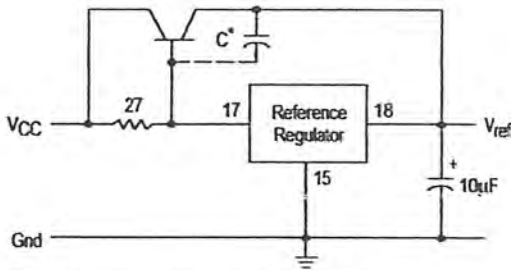 C*
27
17
Reference
Regulator
18
VCC
Vref
15
+
10µF
Gnd